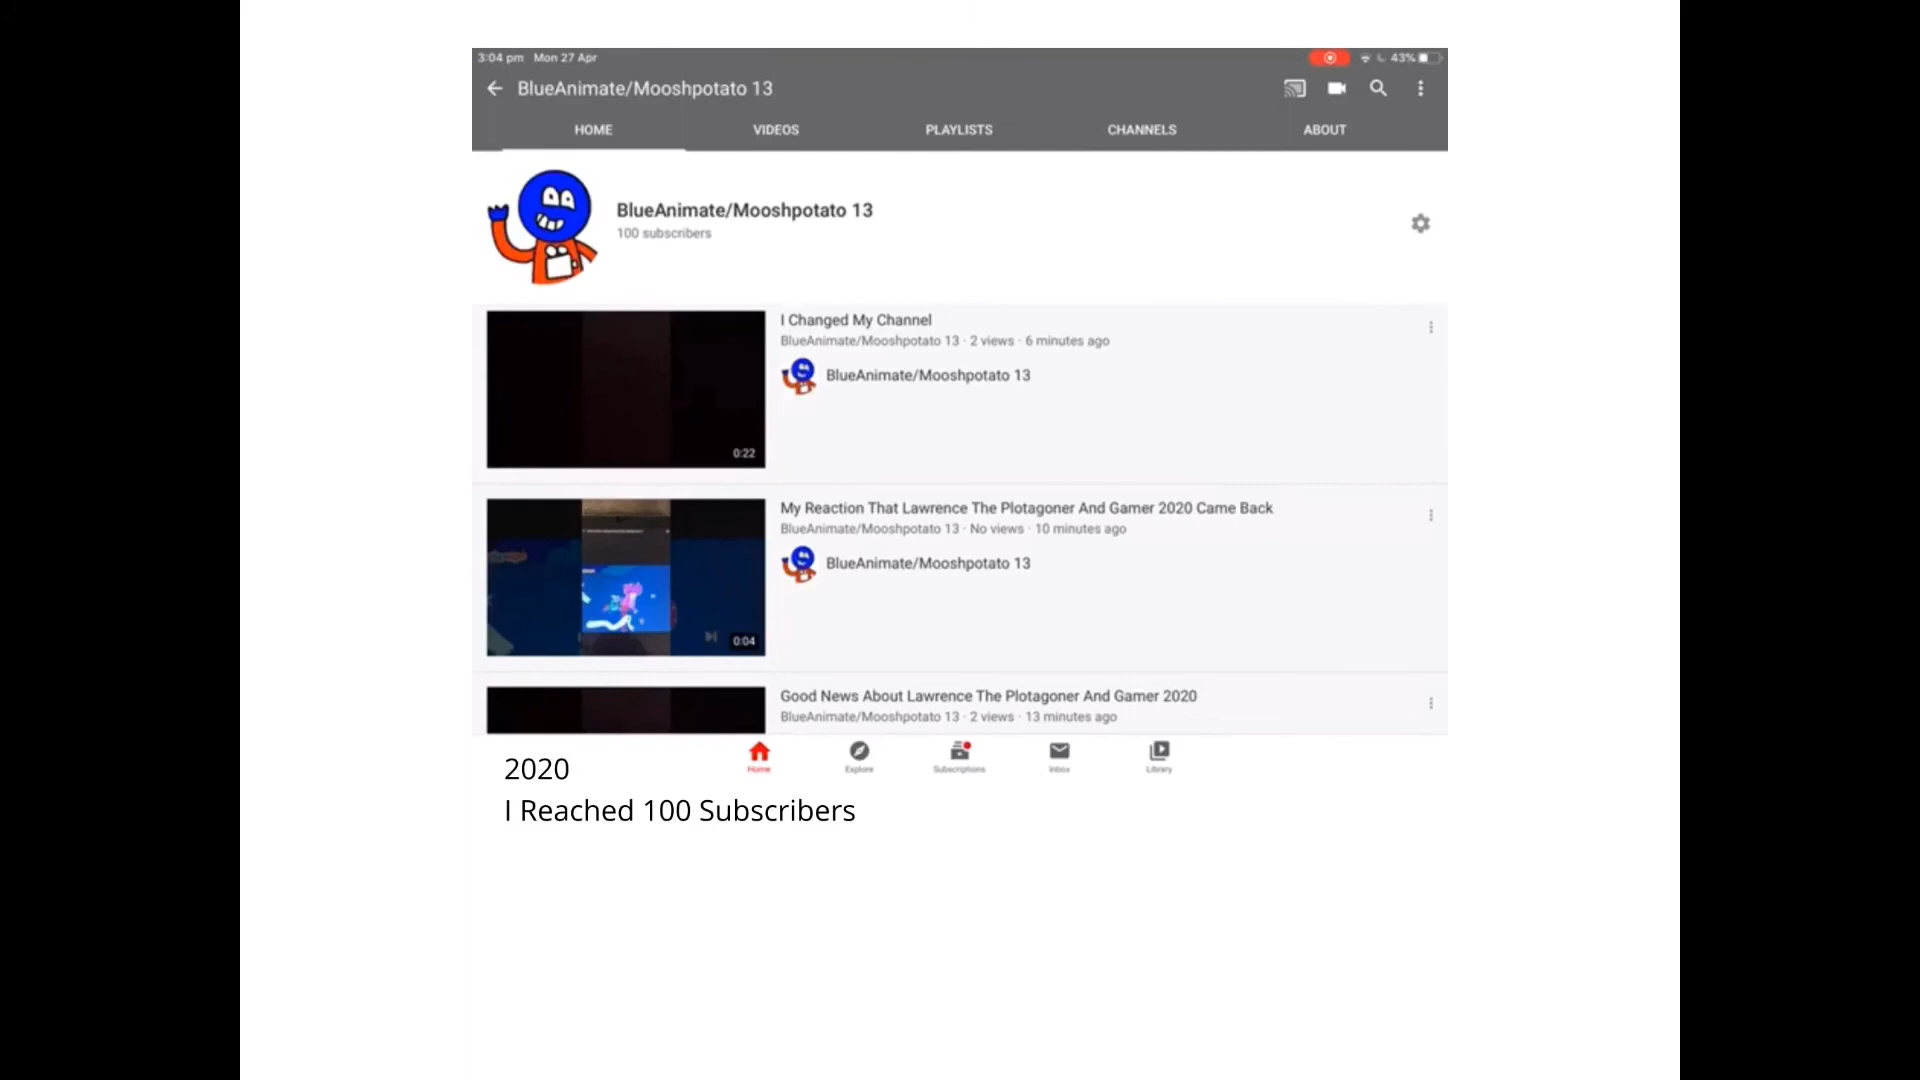 3:04 pm Mon 27 Apr
43%
BlueAnimate/Mooshpotato 13
HOME VIDEOS PLAYLISTS CHANNELS ABOUT
BlueAnimate/Mooshpotato 13
100 subscribers
I Changed My Channel
BlueAnimate/Mooshpotato 13 · 2 views · 6 minutes ago
BlueAnimate/Mooshpotato 13
0:22
My Reaction That Lawrence The Plotagoner And Gamer 2020 Came Back
BlueAnimate/Mooshpotato 13 · No views · 10 minutes ago
BlueAnimate/Mooshpotato 13
0:04
Good News About Lawrence The Plotagoner And Gamer 2020
BlueAnimate/Mooshpotato 13 · 2 views · 13 minutes ago
Home Explore Subscriptions Inbox Library
2020
I Reached 100 Subscribers